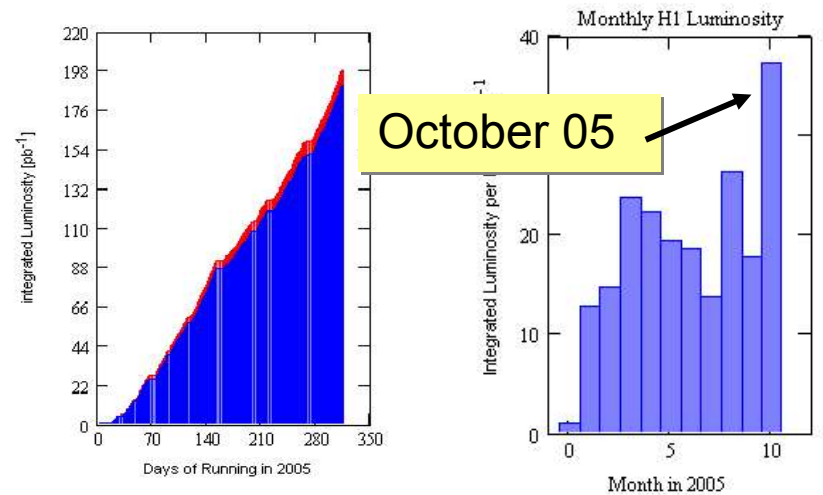 220
198
176
154
132
110
88
66
44
22
0
0 70 140 210 280 350
integrated Luminosity [pb-1]
Days of Running in 2005
Monthly H1 Luminosity
40
20
10
0
0 5 10
Integrated Luminosity per
-1
Month in 2005
October 05